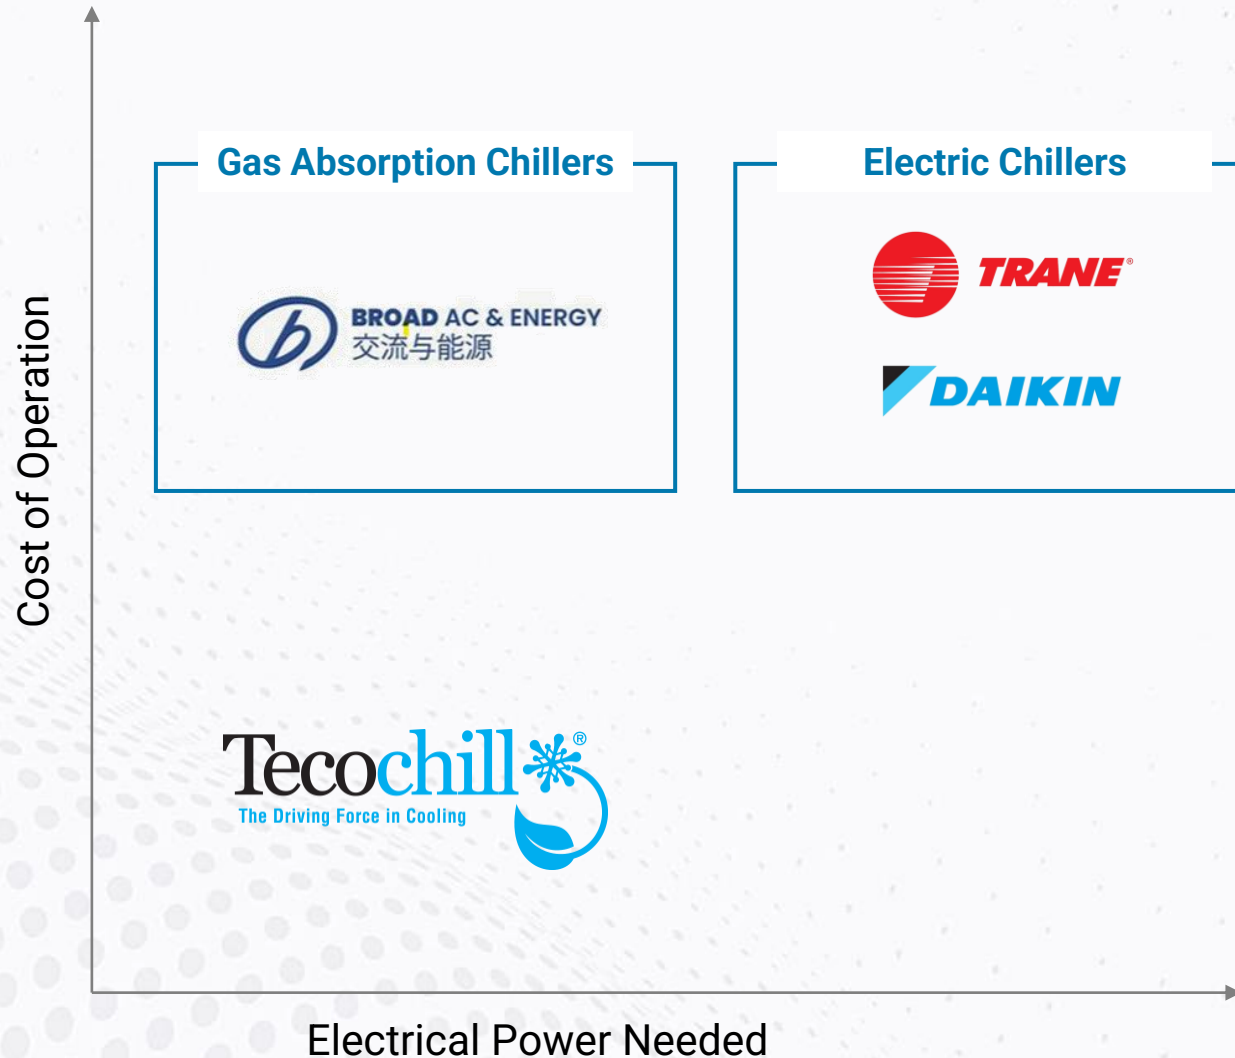 Gas Absorption Chillers
Electric Chillers
BROAD AC & ENERGY
交流与能源
TRANE®
DAIKIN
Cost of Operation
Tecochill®
The Driving Force in Cooling
Electrical Power Needed